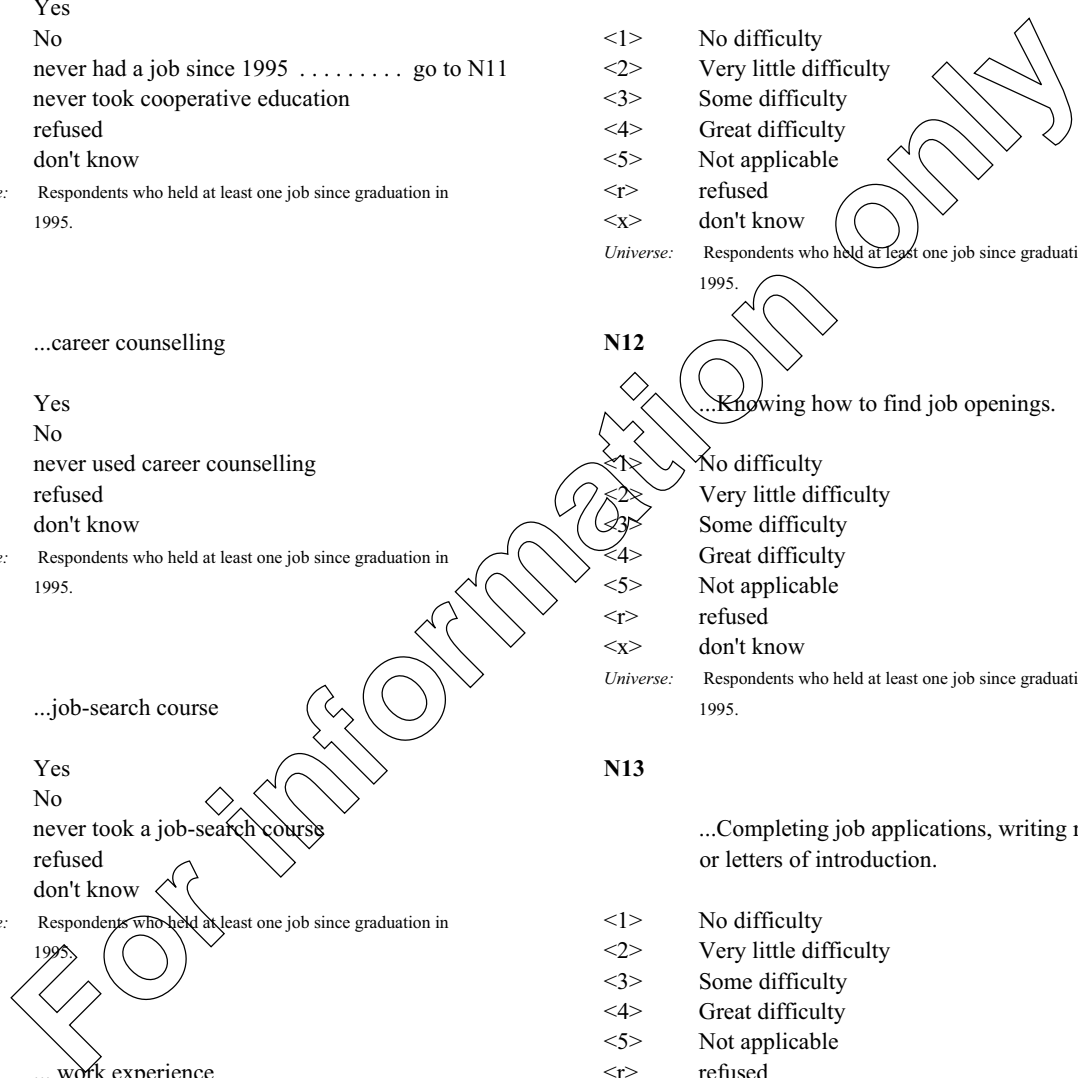 Yes
No
never had a job since 1995 . . . . . . . . . go to N11
never took cooperative education
refused
don't know
Respondents who held at least one job since graduation in
1995.
...career counselling
Yes
No
never used career counselling
refused
don't know
Respondents who held at least one job since graduation in
1995.
...job-search course
Yes
No
never took a job-search course
refused
don't know
Respondents who held at least one job since graduation in
1995.
... work experience
<1> No difficulty
<2> Very little difficulty
<3> Some difficulty
<4> Great difficulty
<5> Not applicable
<r> refused
<x> don't know
Universe: Respondents who held at least one job since
1995.
N12
...Knowing how to find job openings.
<1> No difficulty
<2> Very little difficulty
<3> Some difficulty
<4> Great difficulty
<5> Not applicable
<r> refused
<x> don't know
Universe: Respondents who held at least one job since
1995.
N13
...Completing job applications, writing
or letters of introduction.
<1> No difficulty
<2> Very little difficulty
<3> Some difficulty
<4> Great difficulty
<5> Not applicable
<r> refused
For information only